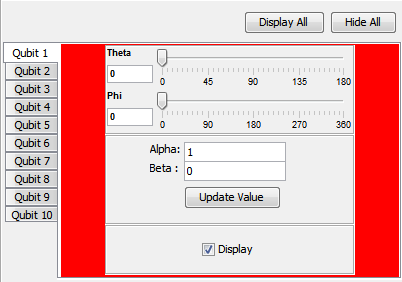 Display All Hide All
Qubit 1
Qubit 2
Qubit 3
Qubit 4
Qubit 5
Qubit 6
Qubit 7
Qubit 8
Qubit 9
Qubit 10
Theta
0
0 45 90 135 180
Phi
0
0 90 180 270 360
Alpha: 1
Beta : 0
Update Value
Display